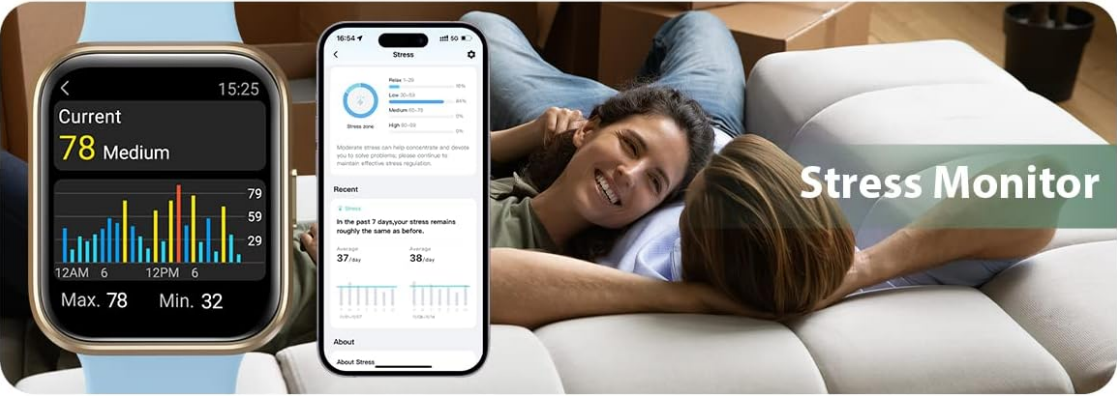 15:25
Current
78 Medium
79
59
29
12AM 6 12PM 6
Max. 78 Min. 32
16:54
5G
Stress
Relax 1-29
Low 30-59
Medium 60-79
0%
High 80-99
0%
Stress zone
Moderate stress can help concentrate and devote
you to solve problems, please continue to
maintain effective stress regulation.
Recent
Stress
In the past 7 days,your stress remains
roughly the same as before.
Average Average
37/day 38/day
About
About Stress
Stress Monitor